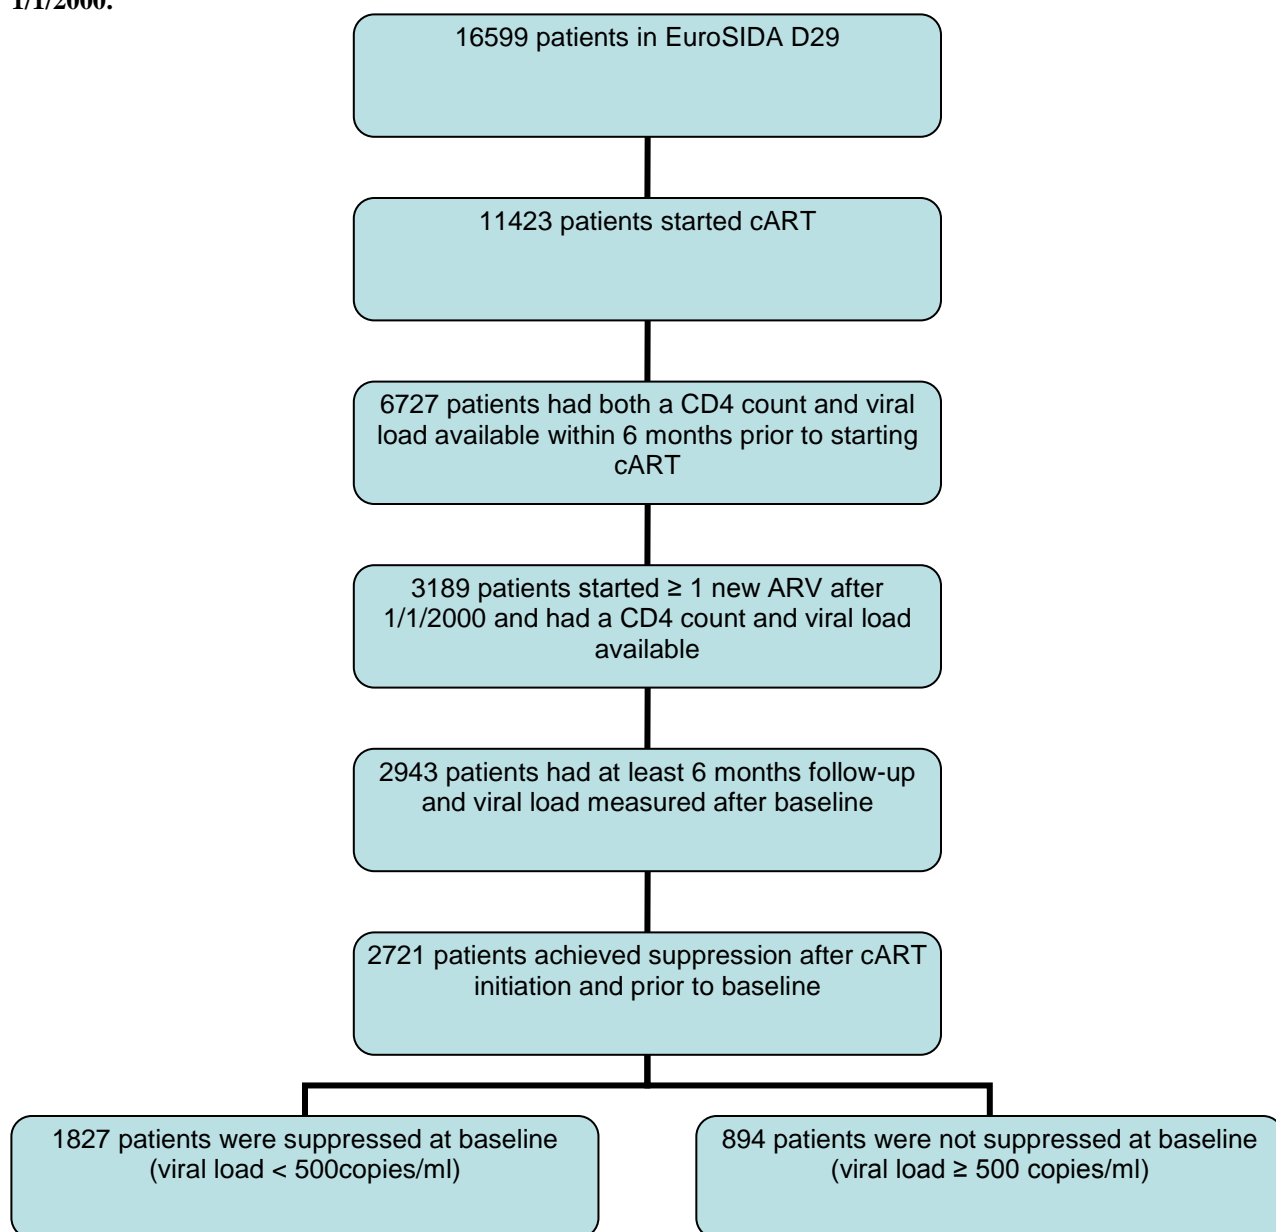 1/1/2000.
16599 patients in EuroSIDA D29
11423 patients started cART
6727 patients had both a CD4 count and viral
load available within 6 months prior to starting
cART
3189 patients started ≥ 1 new ARV after
1/1/2000 and had a CD4 count and viral load
available
2943 patients had at least 6 months follow-up
and viral load measured after baseline
2721 patients achieved suppression after cART
initiation and prior to baseline
1827 patients were suppressed at baseline
(viral load < 500copies/ml)
894 patients were not suppressed at baseline
(viral load ≥ 500 copies/ml)